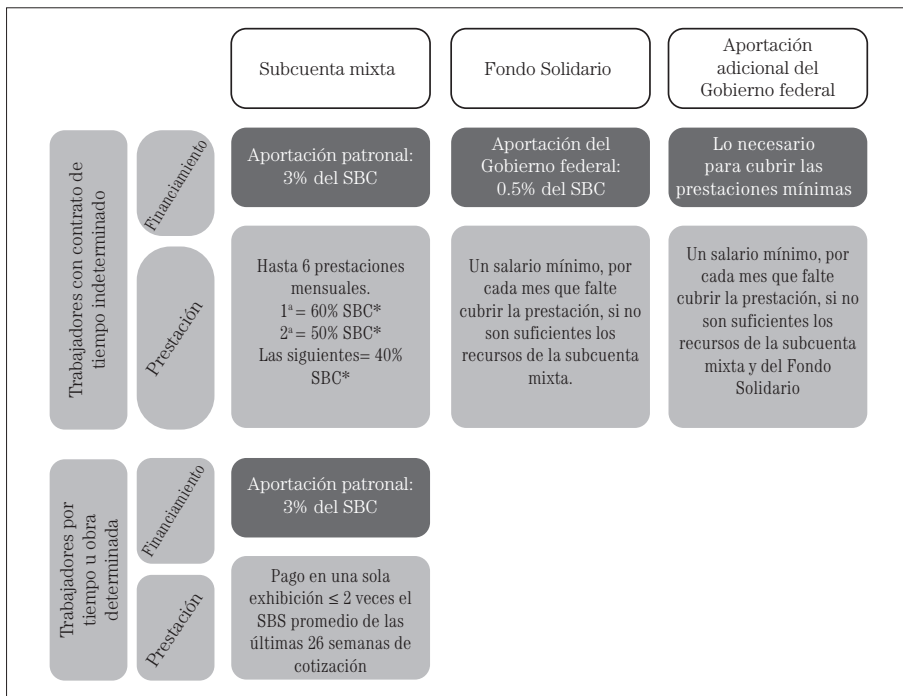 Subcuenta mixta
Fondo Solidario
Aportación
adicional del
Gobierno federal
Trabajadores con contrato de
tiempo indeterminado
Financiamiento
Aportación patronal:
3% del SBC
Aportación del
Gobierno federal:
0.5% del SBC
Lo necesario
para cubrir las
prestaciones mínimas
Prestación
Hasta 6 prestaciones
mensuales.
1ª = 60% SBC*
2ª = 50% SBC*
Las siguientes= 40%
SBC*
Un salario mínimo, por
cada mes que falte
cubrir la prestación, si no
son suficientes los
recursos de la subcuenta
mixta.
Un salario mínimo, por
cada mes que falte
cubrir la prestación, si no
son suficientes los
recursos de la subcuenta
mixta y del Fondo
Solidario
Trabajadores por
tiempo u obra
determinada
Financiamiento
Aportación patronal:
3% del SBC
Prestación
Pago en una sola
exhibición ≤ 2 veces el
SBS promedio de las
últimas 26 semanas de
cotización